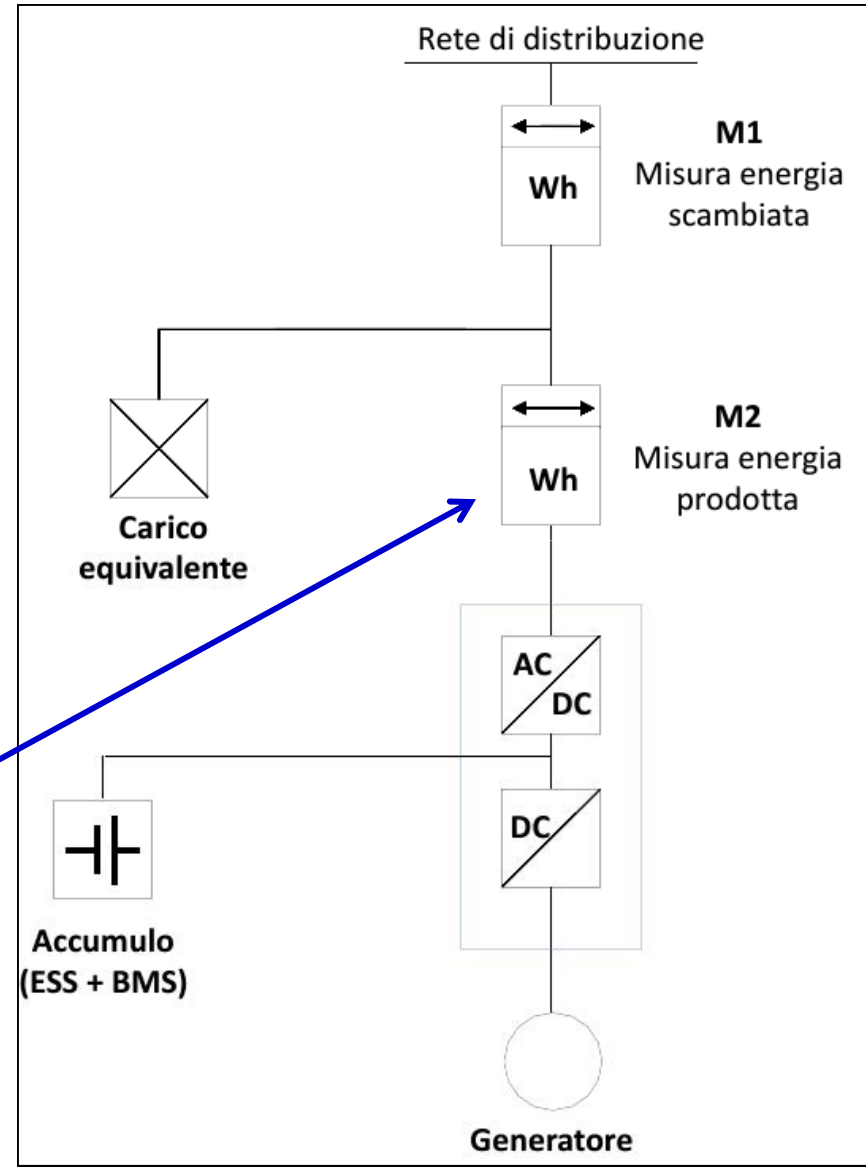 Rete di distribuzione
M1
Misura energia
scambiata
Wh
M2
Misura energia
prodotta
Wh
Carico
equivalente
AC
DC
DC
Accumulo
(ESS + BMS)
Generatore